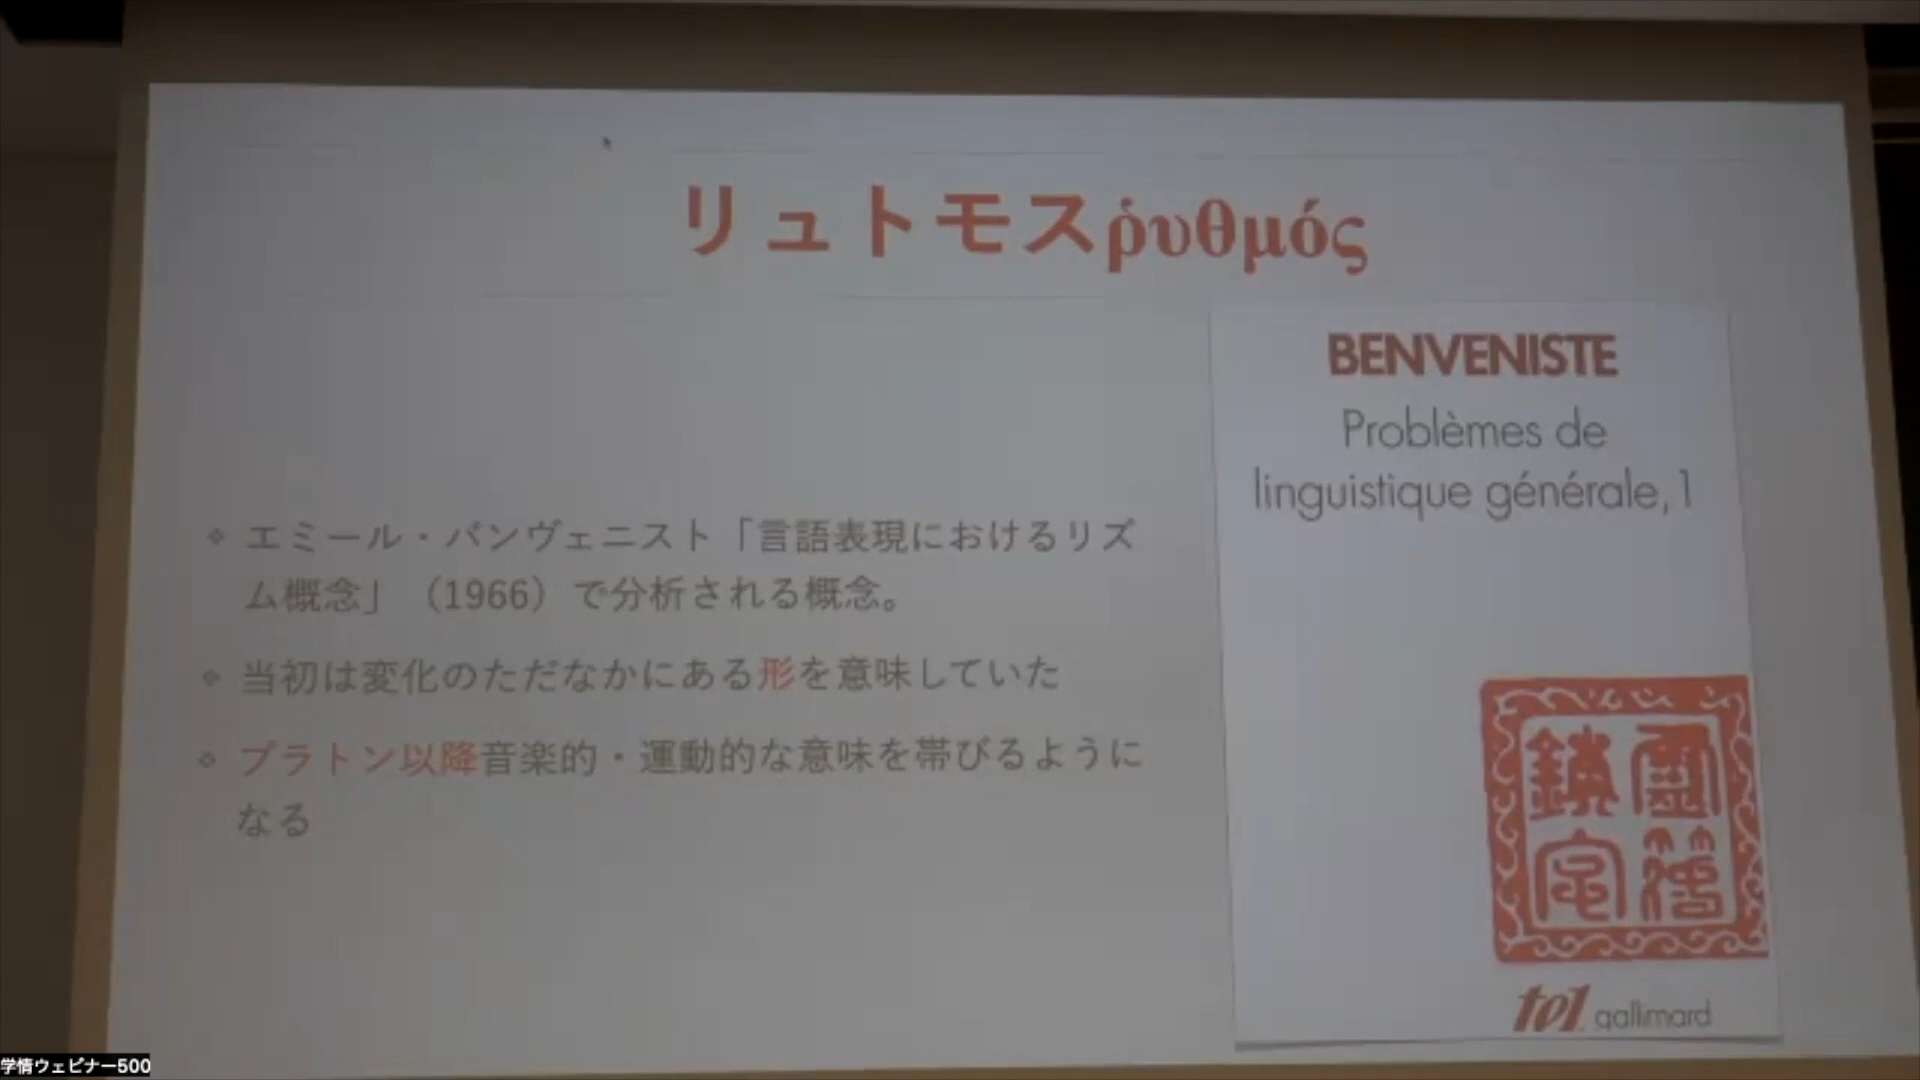 リュトモスῥυθμός
BENVENISTE
Problèmes de
linguistique générale, 1
❖ エミール・バンヴェニスト「言語表現におけるリズ
ム概念」（1966）で分析される概念。
❖ 当初は変化のただなかにある形を意味していた
❖ プラトン以降音楽的・運動的な意味を帯びるように
なる
tel gallimard
学情ウェビナー500